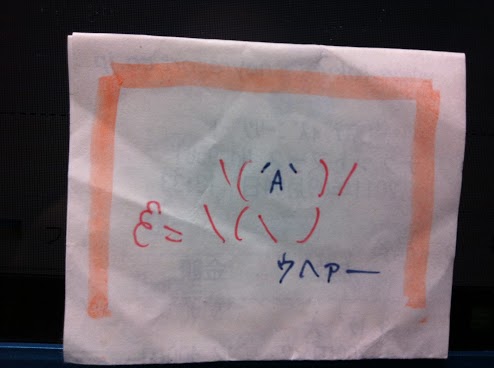 \( ´A` )/
ε= \( \ )
ウヘァー